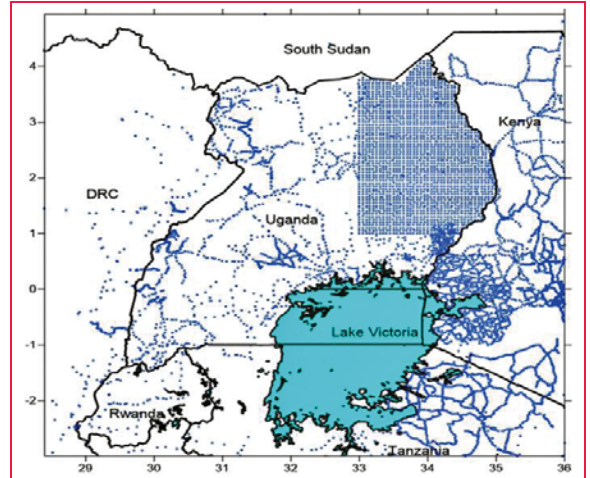 South Sudan
4
Kenya
3
DRC
2
Uganda
1
0
Lake Victoria
-1
-2
Rwanda
Tanzania
29 30 31 32 33 34 35 36